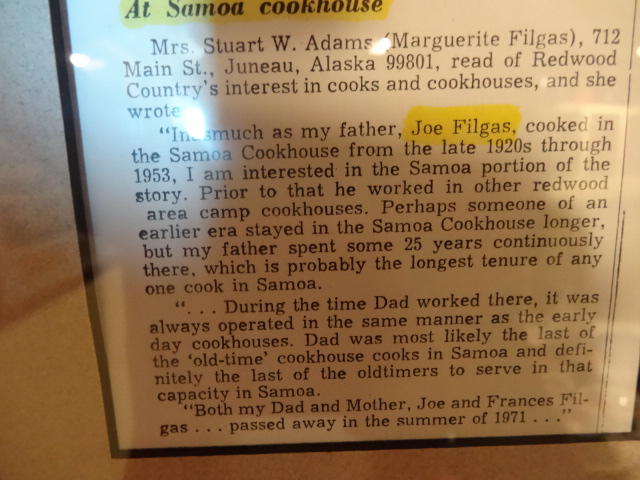 At Samoa cookhouse
Mrs. Stuart W. Adams (Marguerite Filgas), 712
Main St., Juneau, Alaska 99801, read of Redwood
Country's interest in cooks and cookhouses, and she
wrote
"Inasmuch as my father, Joe Filgas, cooked in
the Samoa Cookhouse from the late 1920s through
1953, I am interested in the Samoa portion of the
story. Prior to that he worked in other redwood
area camp cookhouses. Perhaps someone of an
earlier era stayed in the Samoa Cookhouse longer,
but my father spent some 25 years continuously
there, which is probably the longest tenure of any
one cook in Samoa.
". . . During the time Dad worked there, it was
always operated in the same manner as the early
day cookhouses. Dad was most likely the last of
the 'old-time' cookhouse cooks in Samoa and defi-
nitely the last of the oldtimers to serve in that
capacity in Samoa.
"Both my Dad and Mother, Joe and Frances Fil-
gas . . . passed away in the summer of 1971 . . ."